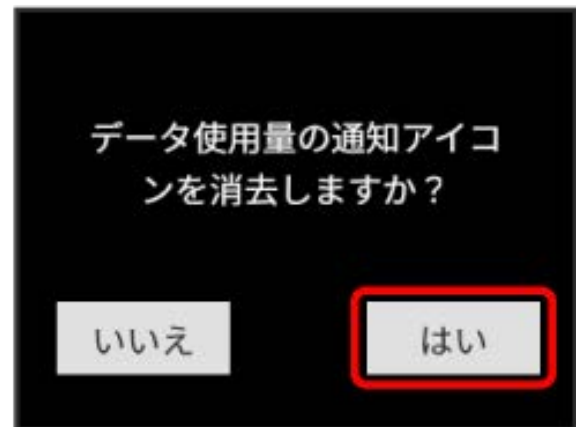 データ使用量の通知アイコ
ンを消去しますか？
いいえ
はい